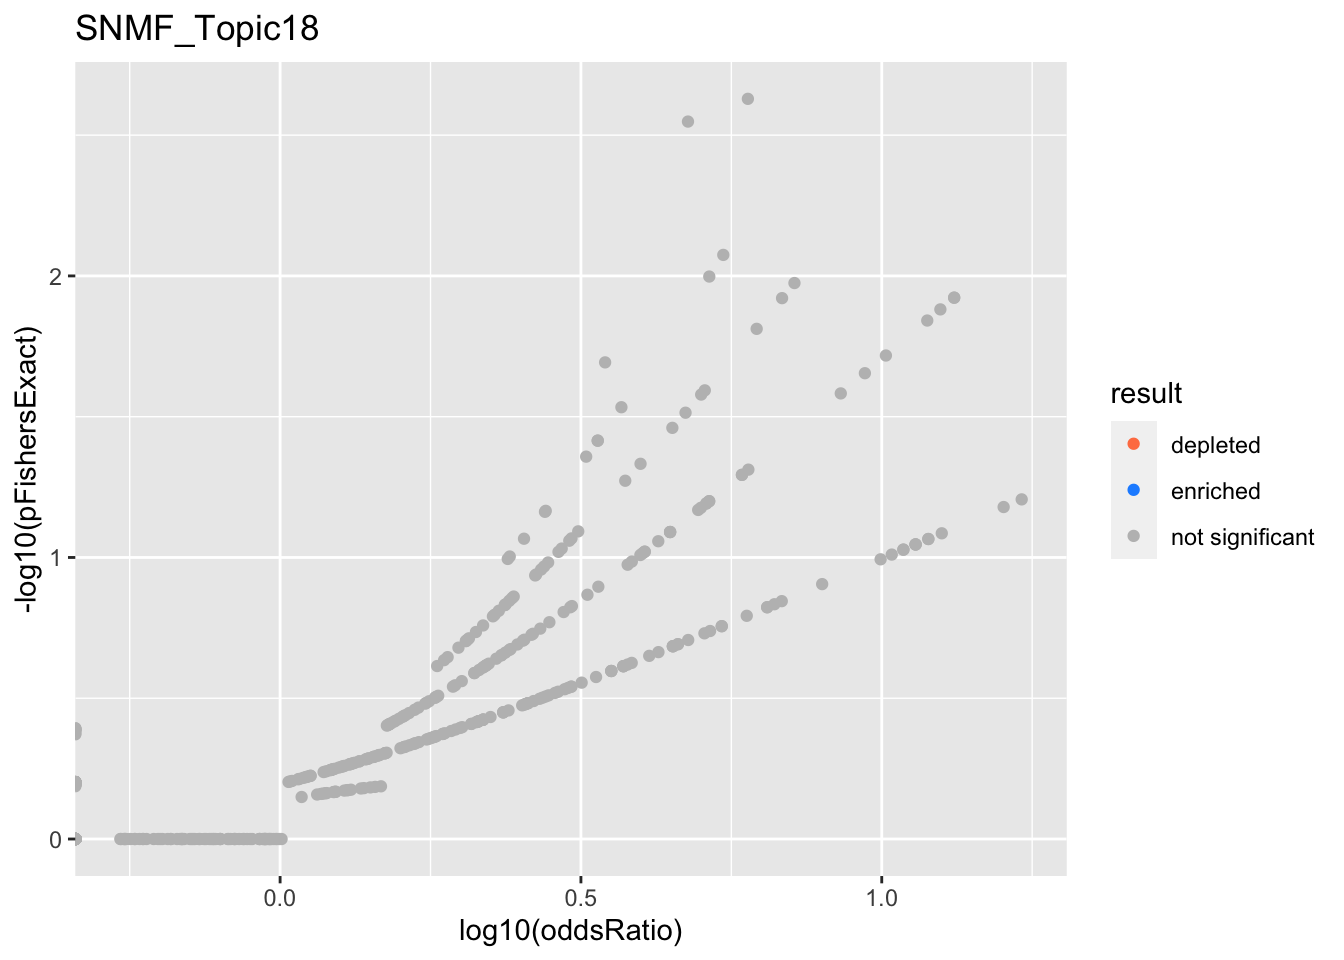 SNMF_Topic18
-log10(pFishersExact)
2
1
0
0.0
0.5
1.0
log10(oddsRatio)
result
depleted
enriched
not significant